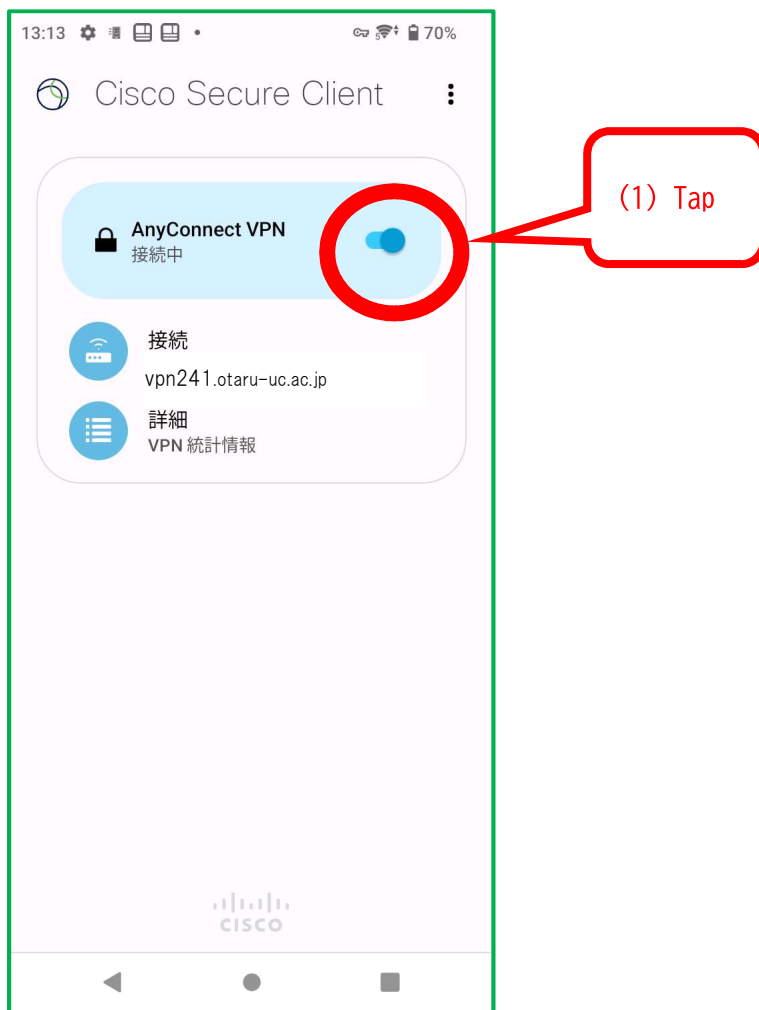 13:13 70%
Cisco Secure Client
(1) Tap
AnyConnect VPN
接続中
接続
vpn241.otaru-uc.ac.jp
詳細
VPN 統計情報
CISCO